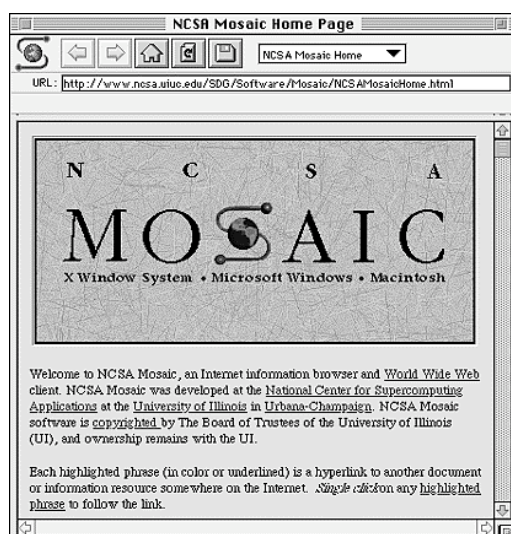 NCSA Mosaic Home Page
NCSA Mosaic Home
URL: http://www.ncsa.uiuc.edu/SDG/Software/Mosaic/NCSAMosaicHome.html
N C S A
MOSAIC
X Window System • Microsoft Windows • Macintosh
Welcome to NCSA Mosaic, an Internet information browser and World Wide Web
client. NCSA Mosaic was developed at the National Center for Supercomputing
Applications at the University of Illinois in Urbana-Champaign. NCSA Mosaic
software is copyrighted by The Board of Trustees of the University of Illinois
(UI), and ownership remains with the UI.
Each highlighted phrase (in color or underlined) is a hyperlink to another document
or information resource somewhere on the Internet. Single click on any highlighted
phrase to follow the link.